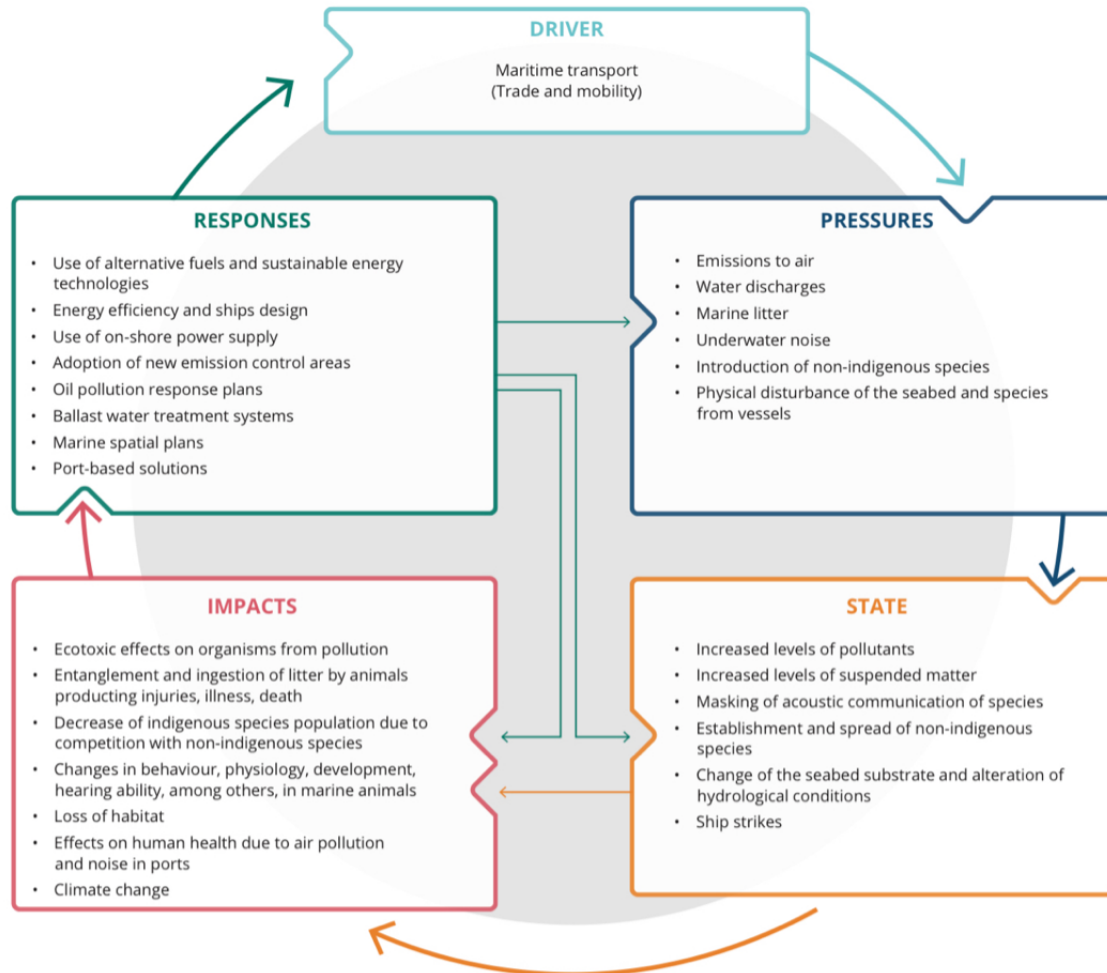 DRIVER
Maritime transport
(Trade and mobility)
RESPONSES
• Use of alternative fuels and sustainable energy
technologies
• Energy efficiency and ships design
• Use of on-shore power supply
• Adoption of new emission control areas
• Oil pollution response plans
• Ballast water treatment systems
• Marine spatial plans
• Port-based solutions
PRESSURES
• Emissions to air
• Water discharges
• Marine litter
• Underwater noise
• Introduction of non-indigenous species
• Physical disturbance of the seabed and species
from vessels
IMPACTS
• Ecotoxic effects on organisms from pollution
• Entanglement and ingestion of litter by animals
producting injuries, illness, death
• Decrease of indigenous species population due to
competition with non-indigenous species
• Changes in behaviour, physiology, development,
hearing ability, among others, in marine animals
• Loss of habitat
• Effects on human health due to air pollution
and noise in ports
• Climate change
STATE
• Increased levels of pollutants
• Increased levels of suspended matter
• Masking of acoustic communication of species
• Establishment and spread of non-indigenous
species
• Change of the seabed substrate and alteration of
hydrological conditions
• Ship strikes